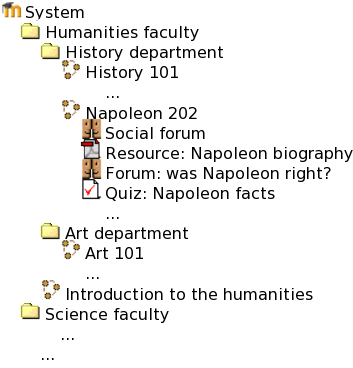 System
Humanities faculty
History department
History 101
...
Napoleon 202
Social forum
Resource: Napoleon biography
Forum: was Napoleon right?
Quiz: Napoleon facts
...
Art department
Art 101
...
Introduction to the humanities
Science faculty
...
...